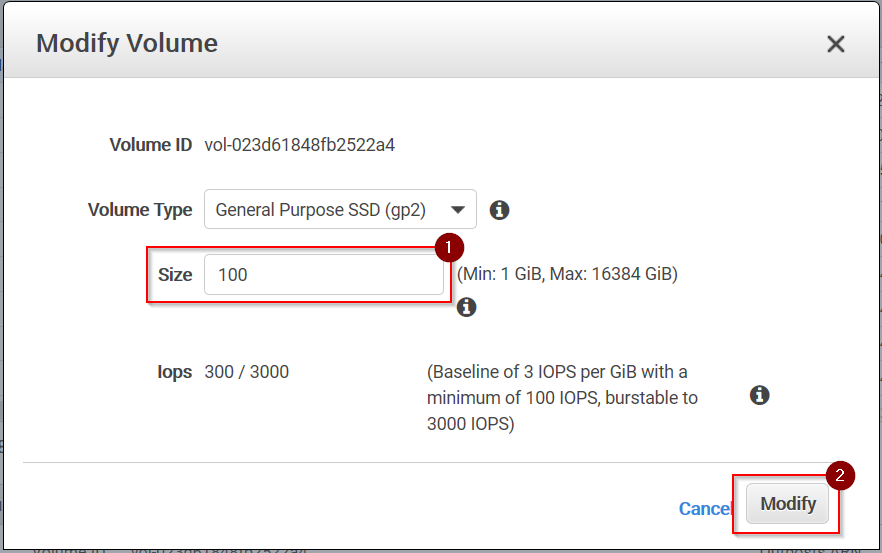 Modify Volume
Volume ID vol-023d61848fb2522a4
Volume Type General Purpose SSD (gp2)
1
Size 100 (Min: 1 GiB, Max: 16384 GiB)
Iops 300 / 3000 (Baseline of 3 IOPS per GiB with a
minimum of 100 IOPS, burstable to
3000 IOPS)
2
Cancel Modify